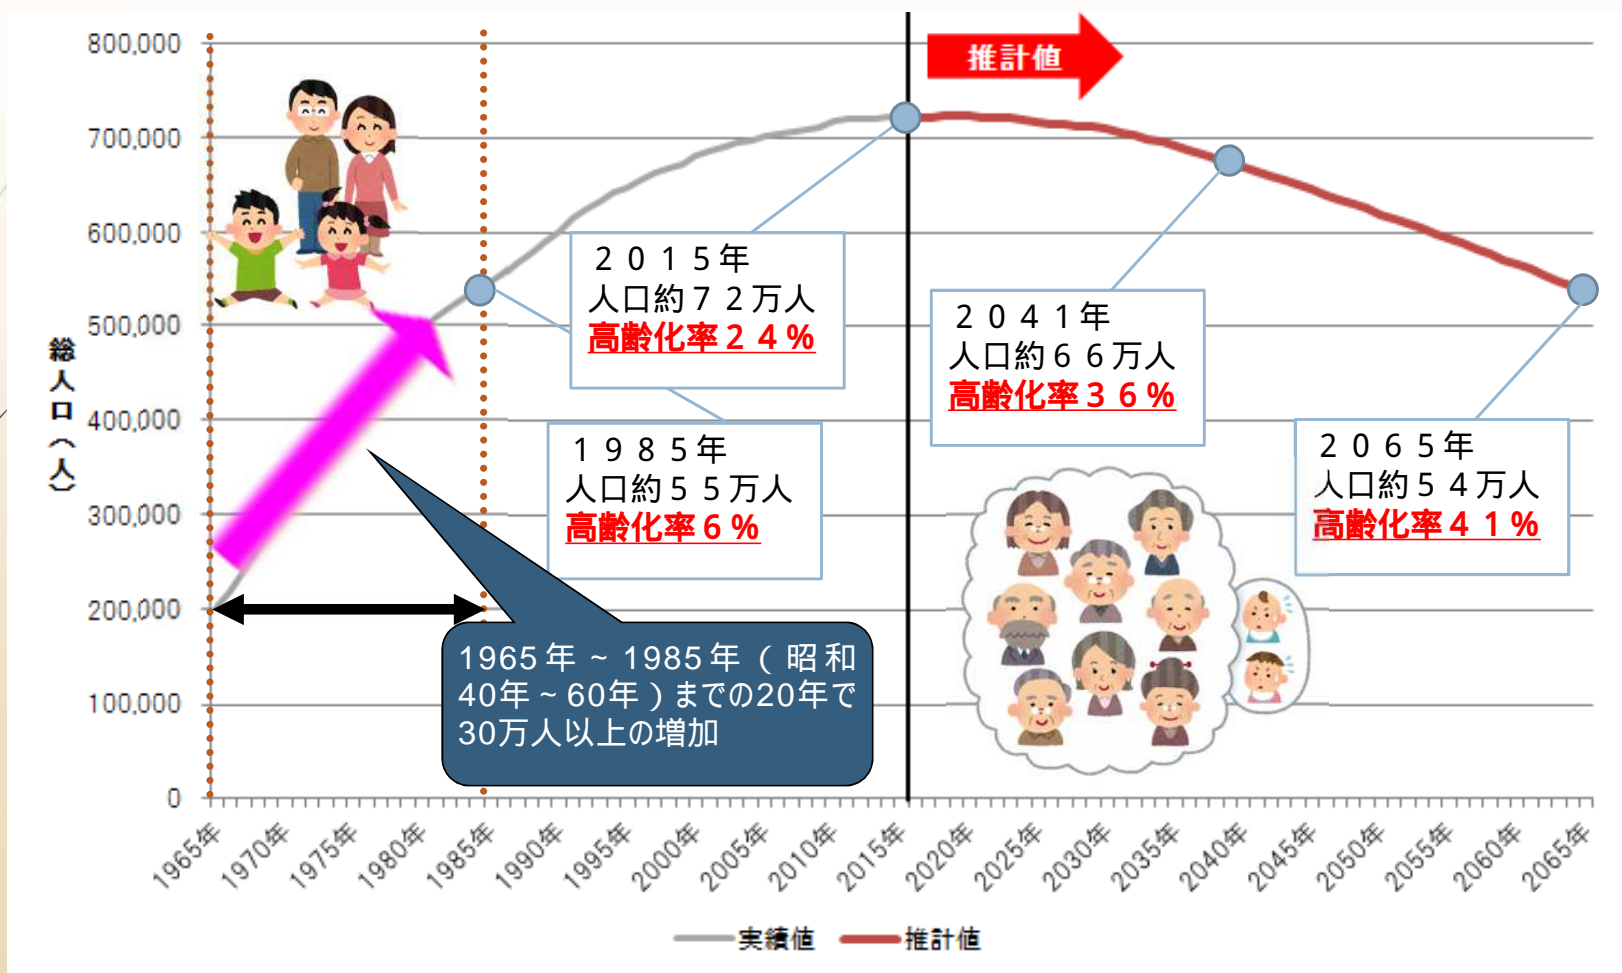 800,000
700,000
600,000
500,000
400,000
300,000
200,000
100,000
0
総人口（人）
推計値
２０１５年
人口約７２万人
高齢化率２４%
１９８５年
人口約５５万人
高齢化率６%
２０４１年
人口約６６万人
高齢化率３６%
２０６５年
人口約５４万人
高齢化率４１%
1965年~1985年（昭和
40年~60年）までの20年で
30万人以上の増加
1965年
1970年
1975年
1980年
1985年
1990年
1995年
2000年
2005年
2010年
2015年
2020年
2025年
2030年
2035年
2040年
2045年
2050年
2055年
2060年
2065年
実績値
推計値